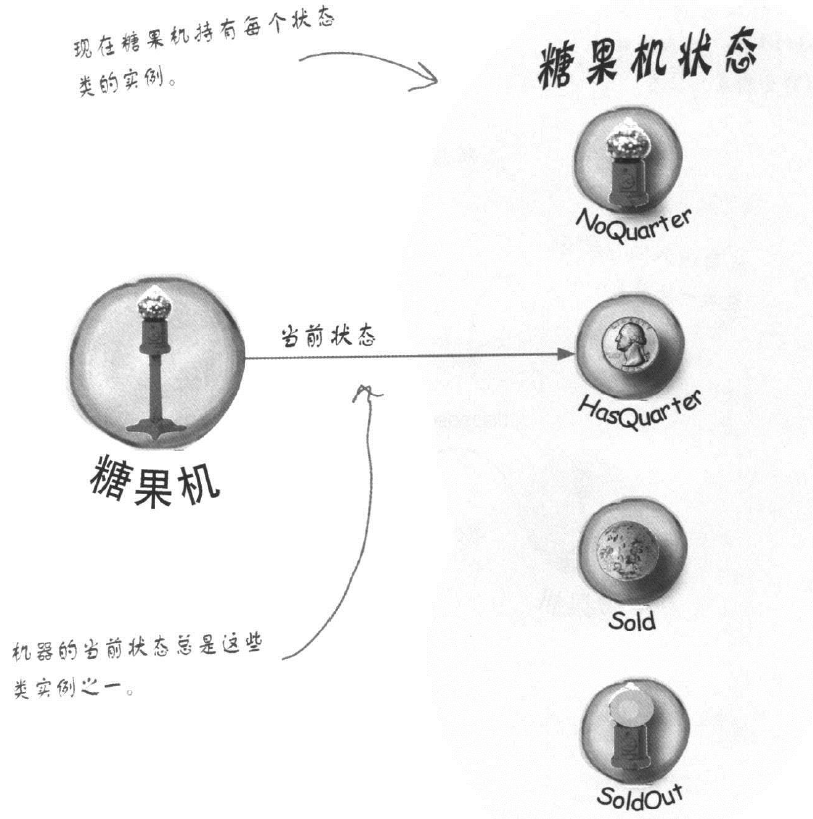 现在糖果机持有每个状态
类的实例。
糖果机状态
NoQuarter
当前状态
HasQuarter
糖果机
Sold
机器的当前状态总是这些
类实例之一。
SoldOut